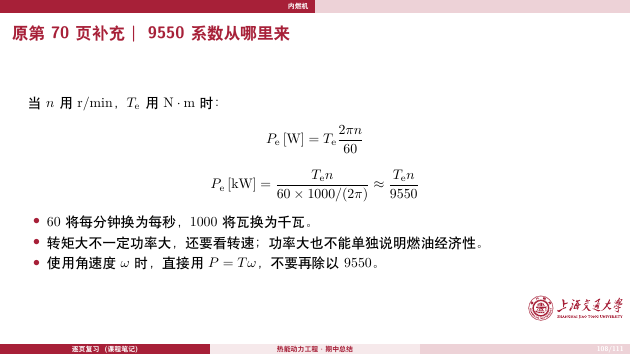 内燃机
原第 70 页补充 | 9550 系数从哪里来
当 n 用 r/min，Te 用 N · m 时：
Pe [W] = Te 2πn/60
Pe [kW] = Ten/(60 × 1000/(2π)) ≈ Ten/9550
• 60 将每分钟换为每秒，1000 将瓦换为千瓦。
• 转矩大不一定功率大，还要看转速；功率大也不能单独说明燃油经济性。
• 使用角速度 ω 时，直接用 P = Tω，不要再除以 9550。
上海交通大学
SHANGHAI JIAO TONG UNIVERSITY
逐页复习（课程笔记） 热能动力工程 · 期中总结 108/111